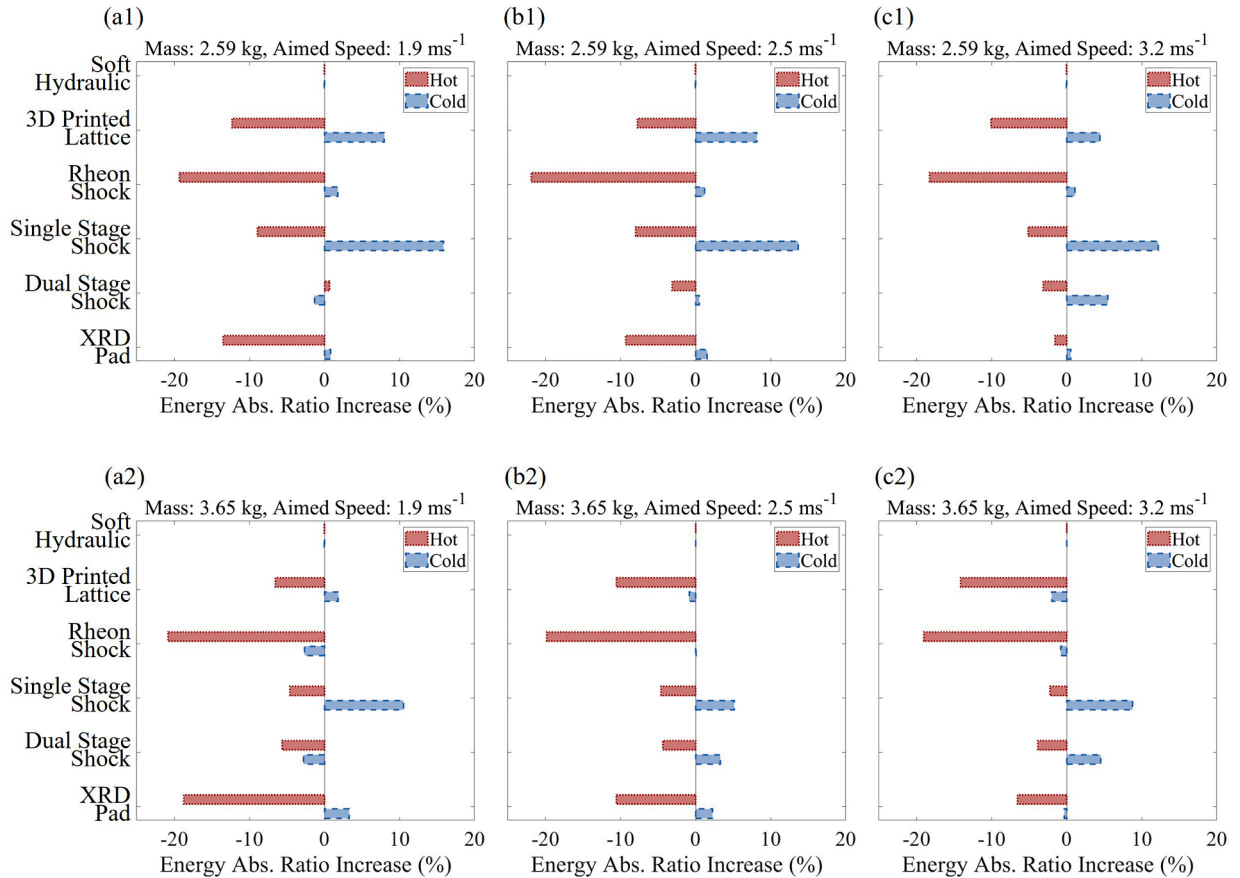 (a1)
Mass: 2.59 kg, Aimed Speed: 1.9 ms⁻¹
Soft
Hydraulic
3D Printed
Lattice
Rheon
Shock
Single Stage
Shock
Dual Stage
Shock
XRD
Pad
Hot
Cold
-20 -10 0 10 20
Energy Abs. Ratio Increase (%)
(b1)
Mass: 2.59 kg, Aimed Speed: 2.5 ms⁻¹
Hot
Cold
-20 -10 0 10 20
Energy Abs. Ratio Increase (%)
(c1)
Mass: 2.59 kg, Aimed Speed: 3.2 ms⁻¹
Hot
Cold
-20 -10 0 10 20
Energy Abs. Ratio Increase (%)
(a2)
Mass: 3.65 kg, Aimed Speed: 1.9 ms⁻¹
Soft
Hydraulic
3D Printed
Lattice
Rheon
Shock
Single Stage
Shock
Dual Stage
Shock
XRD
Pad
Hot
Cold
-20 -10 0 10 20
Energy Abs. Ratio Increase (%)
(b2)
Mass: 3.65 kg, Aimed Speed: 2.5 ms⁻¹
Hot
Cold
-20 -10 0 10 20
Energy Abs. Ratio Increase (%)
(c2)
Mass: 3.65 kg, Aimed Speed: 3.2 ms⁻¹
Hot
Cold
-20 -10 0 10 20
Energy Abs. Ratio Increase (%)